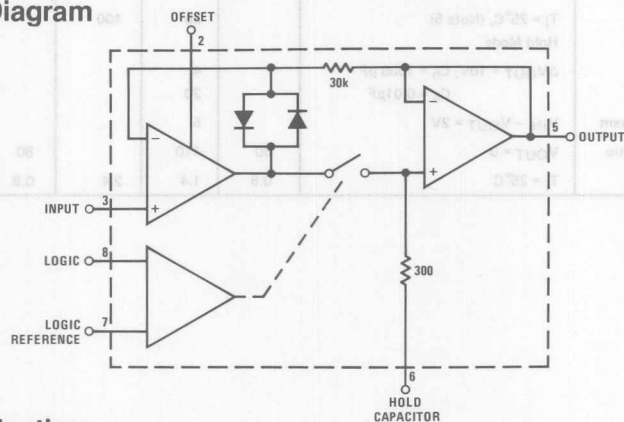 Diagram
OFFSET
2
30k
5
OUTPUT
INPUT
3
LOGIC
8
LOGIC
REFERENCE
7
300
6
HOLD
CAPACITOR